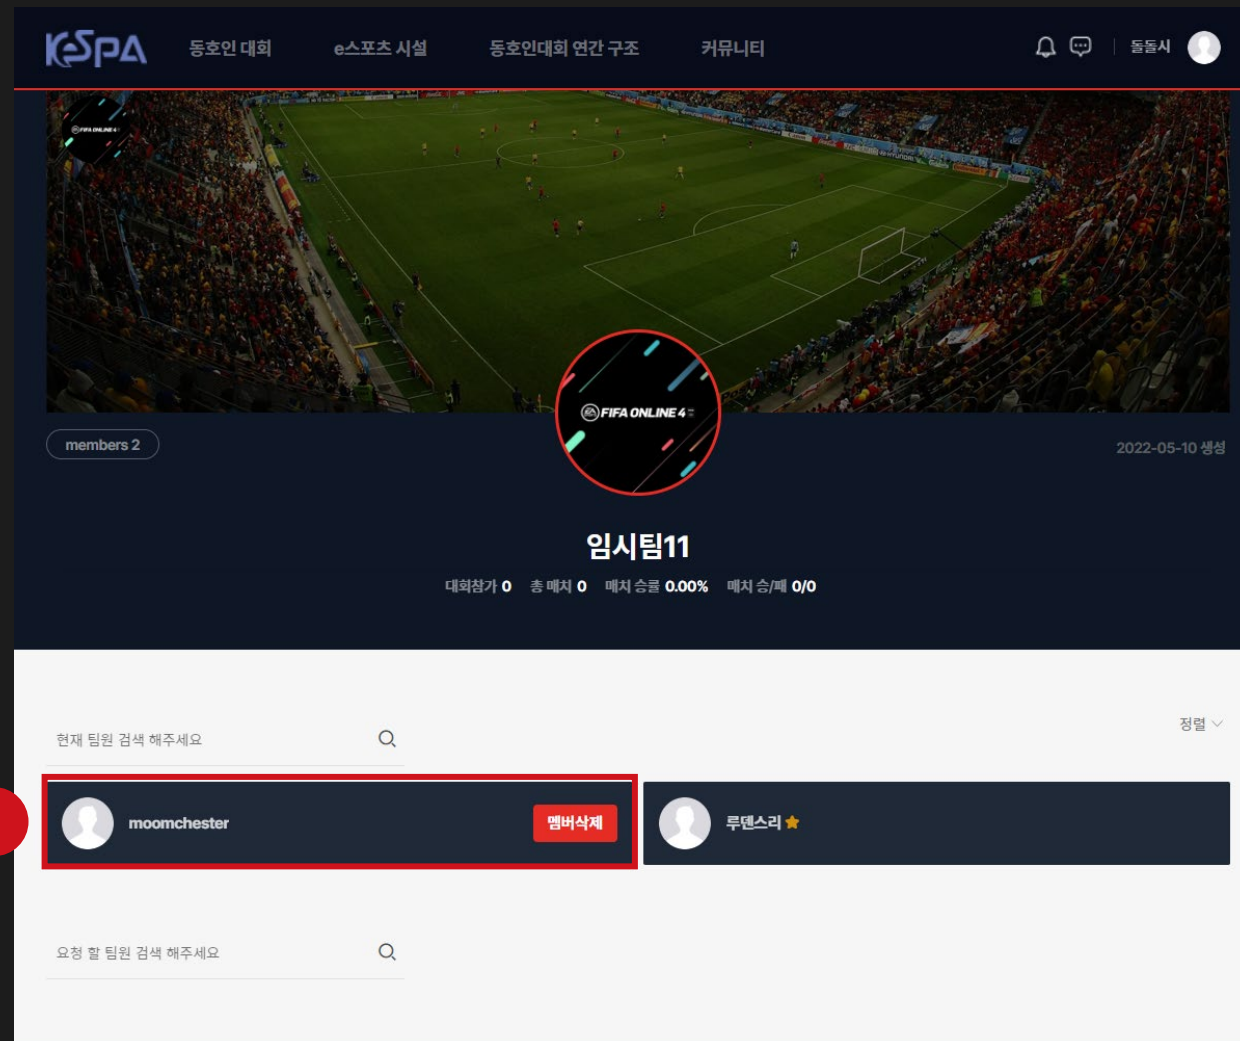 KeSPA
동호인 대회
e스포츠 시설
동호인대회 연간 구조
커뮤니티
돌돌시
FIFA ONLINE 4
FIFA ONLINE 4
members 2
2022-05-10 생성
임시팀11
대회참가 0 총 매치 0 매치 승률 0.00% 매치 승/패 0/0
정렬
현재 팀원 검색 해주세요
moomchester
멤버삭제
루덴스리
요청 할 팀원 검색 해주세요